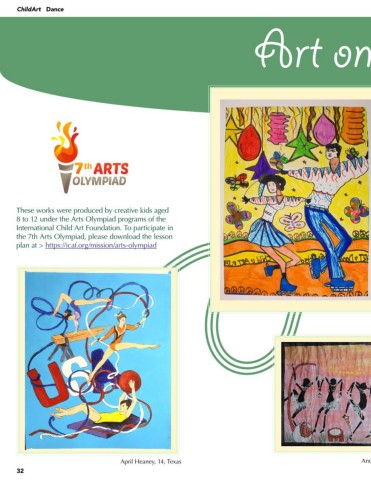 ChildArt Dance
Art on
7th ARTS
OLYMPIAD
These works were produced by creative kids aged
8 to 12 under the Arts Olympiad programs of the
International Child Art Foundation. To participate in
the 7th Arts Olympiad, please download the lesson
plan at > https://icaf.org/mission/arts-olympiad
USA
April Heaney, 14, Texas
And
32